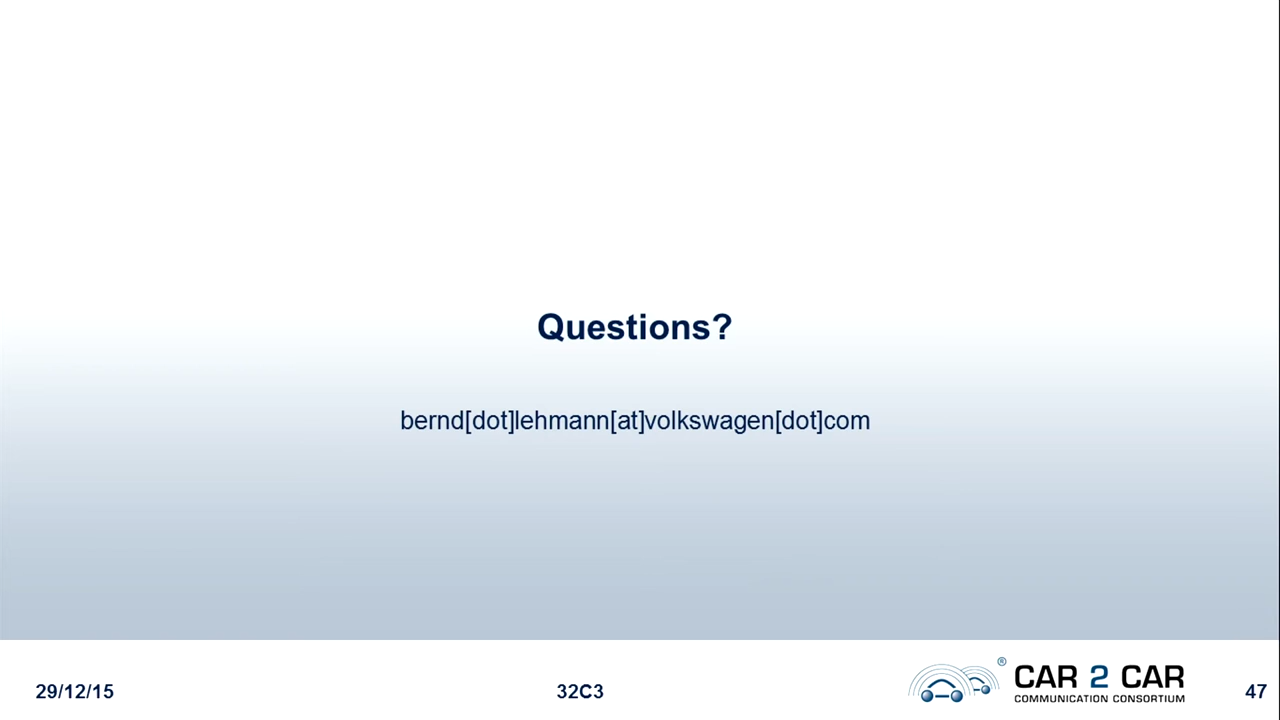 Questions?
bernd[dot]lehmann[at]volkswagen[dot]com
29/12/15
32C3
®
CAR 2 CAR
COMMUNICATION CONSORTIUM
47